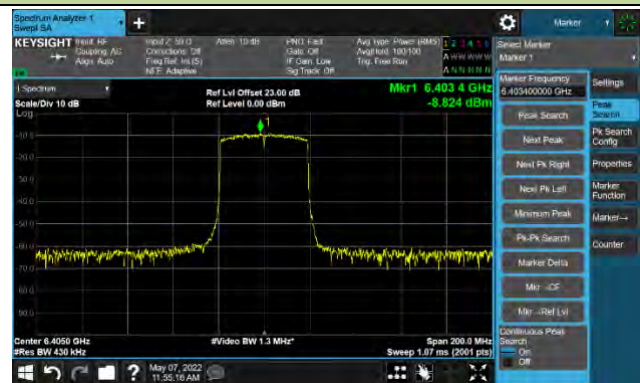 Spectrum Analyzer 1
Swept SA
+
Marker
KEYSIGHT Input: RF
Coupling: AC
Align: Auto
Input Z: 50 Ω
Corrections: Off
Freq Ref: Int (S)
NFE: Adaptive
Atten: 10 dB
PNO: Fast
Gate: Off
IF Gain: Low
Sig Track: Off
Avg Type: Power (RMS)
Avg|Hold: 100/100
Trig: Free Run
1 2 3 4 5 6
A W W W W W
A N N N N N
Select Marker
Marker 1
1 Spectrum
Scale/Div 10 dB
Log
Ref Lvl Offset 23.00 dB
Ref Level 0.00 dBm
Mkr1 6.403 4 GHz
-8.824 dBm
1
-10.0
-20.0
-30.0
-40.0
-50.0
-60.0
-70.0
-80.0
-90.0
Center 6.4050 GHz
#Res BW 430 kHz
#Video BW 1.3 MHz*
Span 200.0 MHz
Sweep 1.07 ms (2001 pts)
Marker Frequency
6.403400000 GHz
Peak Search
Next Peak
Next Pk Right
Next Pk Left
Minimum Peak
Pk-Pk Search
Marker Delta
Mkr→CF
Mkr→Ref Lvl
Continuous Peak
Search
On
Off
Settings
Peak
Search
Pk Search
Config
Properties
Marker
Function
Marker→
Counter
?
May 07, 2022
11:55:16 AM